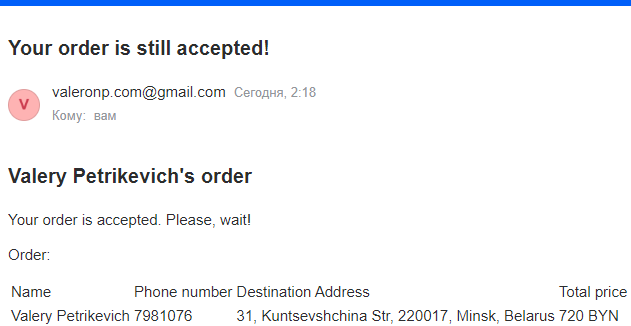 Your order is still accepted!
V
valeronp.com@gmail.com Сегодня, 2:18
Кому: вам
Valery Petrikevich's order
Your order is accepted. Please, wait!
Order:
Name Phone number Destination Address Total price
Valery Petrikevich 7981076 31, Kuntsevshchina Str, 220017, Minsk, Belarus 720 BYN